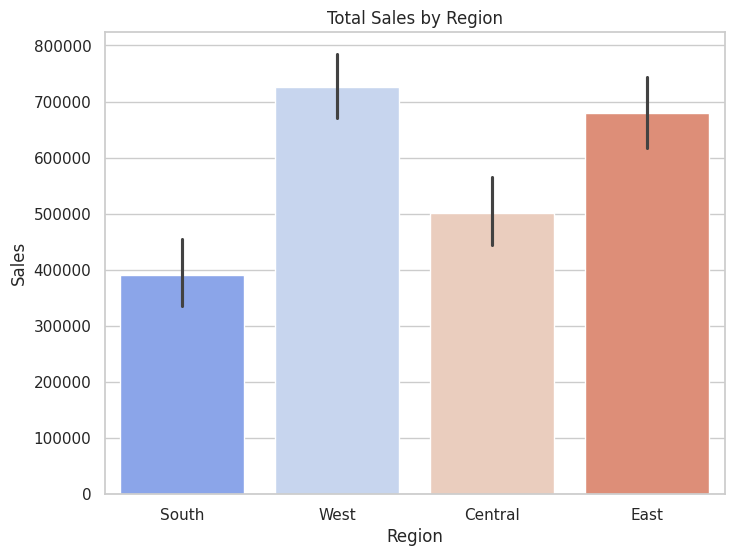 Total Sales by Region
Sales
800000
700000
600000
500000
400000
300000
200000
100000
0
South West Central East
Region